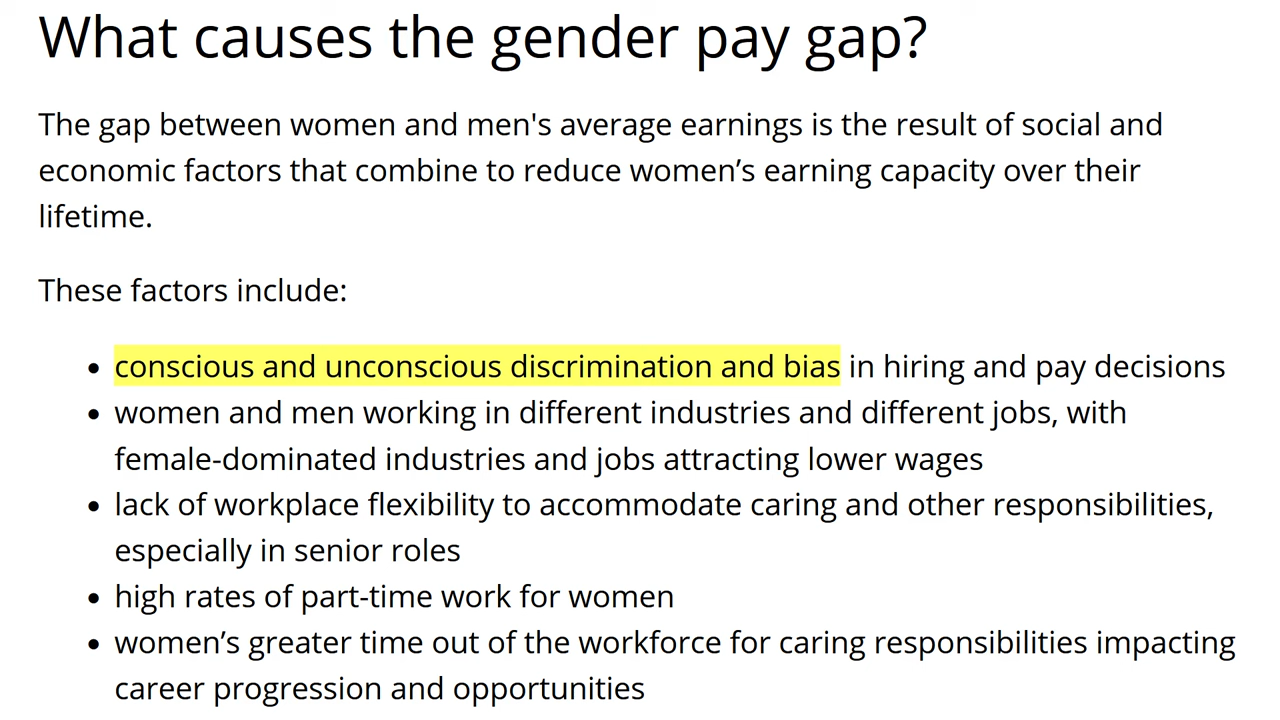 What causes the gender pay gap?
The gap between women and men's average earnings is the result of social and
economic factors that combine to reduce women’s earning capacity over their
lifetime.
These factors include:
• conscious and unconscious discrimination and bias in hiring and pay decisions
• women and men working in different industries and different jobs, with
female-dominated industries and jobs attracting lower wages
• lack of workplace flexibility to accommodate caring and other responsibilities,
especially in senior roles
• high rates of part-time work for women
• women’s greater time out of the workforce for caring responsibilities impacting
career progression and opportunities